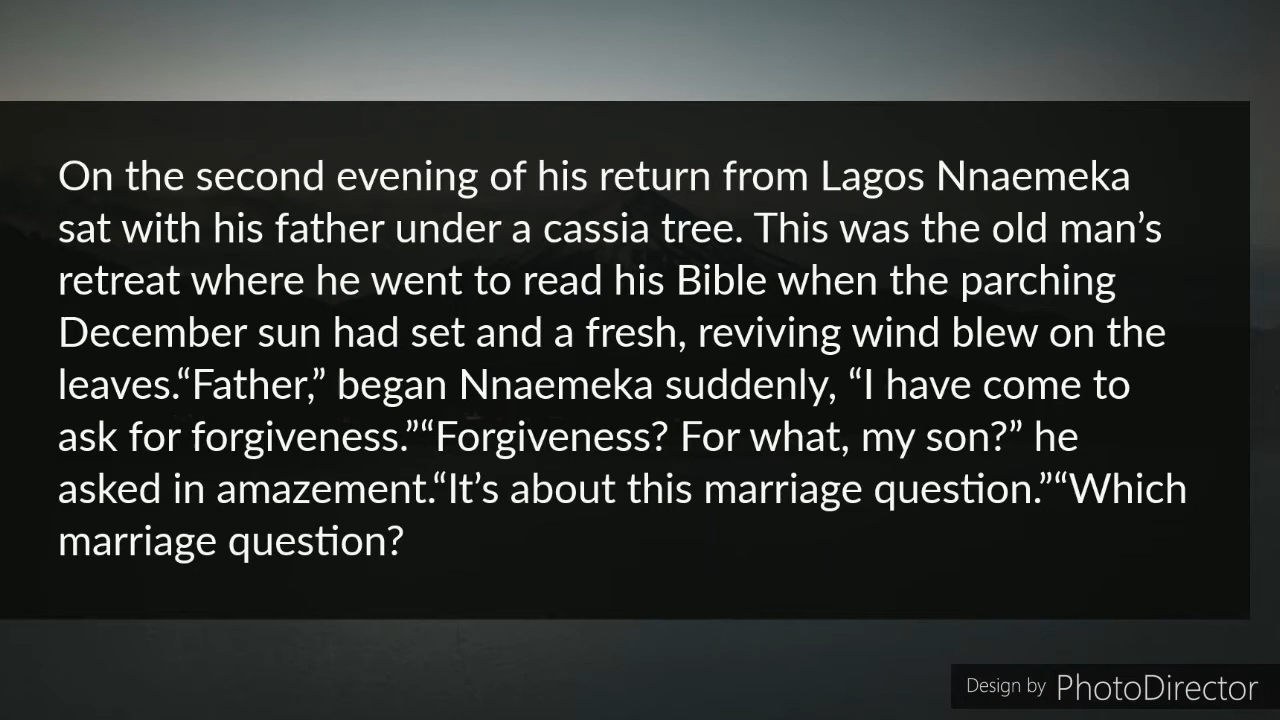 On the second evening of his return from Lagos Nnaemeka
sat with his father under a cassia tree. This was the old man’s
retreat where he went to read his Bible when the parching
December sun had set and a fresh, reviving wind blew on the
leaves.“Father,” began Nnaemeka suddenly, “I have come to
ask for forgiveness.”“Forgiveness? For what, my son?” he
asked in amazement.“It’s about this marriage question.”“Which
marriage question?
Design by PhotoDirector